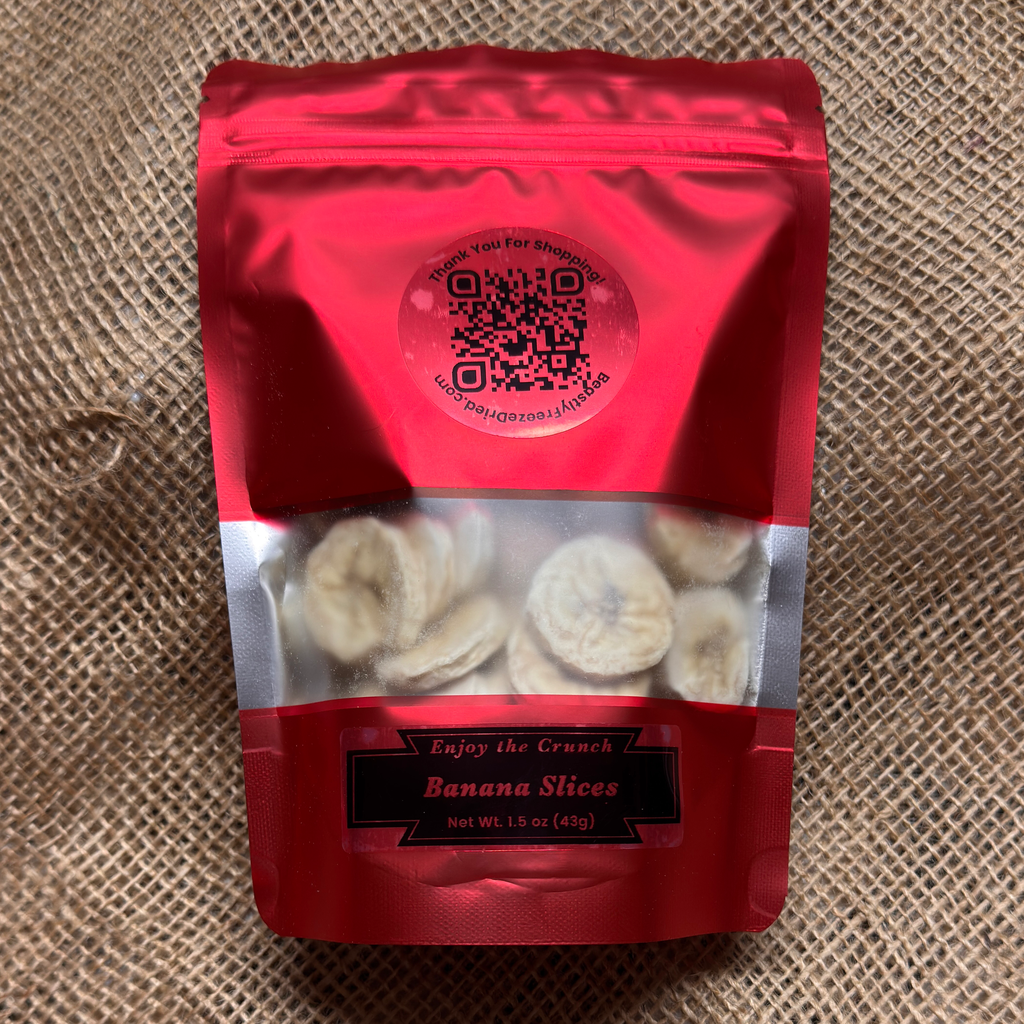 Thank You For Shopping!
BeastlyFreezeDried.com
Enjoy the Crunch
Banana Slices
Net Wt. 1.5 oz (43g)